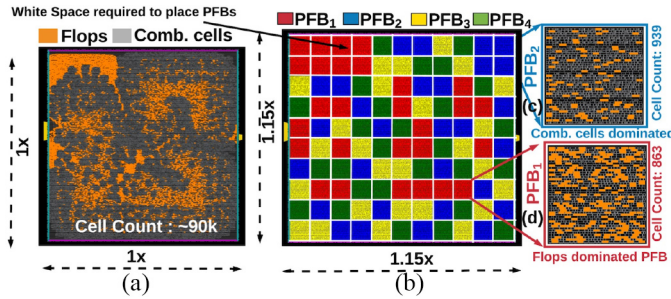 White Space required to place PFBs
Flops Comb. cells
PFB1 PFB2 PFB3 PFB4
1x
Cell Count : ~90k
1x
(a)
1.15x
1.15x
(b)
PFB2
Cell Count: 939
(c)
Comb. cells dominated
PFB1
Cell Count: 863
(d)
Flops dominated PFB